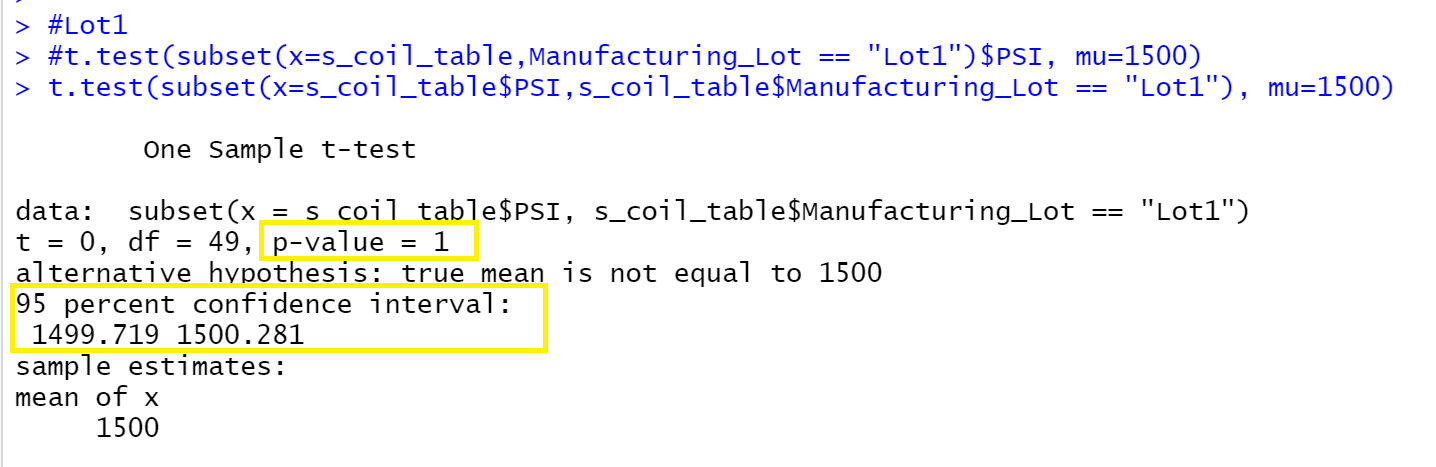 > #Lot1
> #t.test(subset(x=s_coil_table,Manufacturing_Lot == "Lot1")$PSI, mu=1500)
> t.test(subset(x=s_coil_table$PSI,s_coil_table$Manufacturing_Lot == "Lot1"), mu=1500)
One Sample t-test
data:  subset(x = s_coil_table$PSI, s_coil_table$Manufacturing_Lot == "Lot1")
t = 0, df = 49, p-value = 1
alternative hypothesis: true mean is not equal to 1500
95 percent confidence interval:
1499.719 1500.281
sample estimates:
mean of x
1500